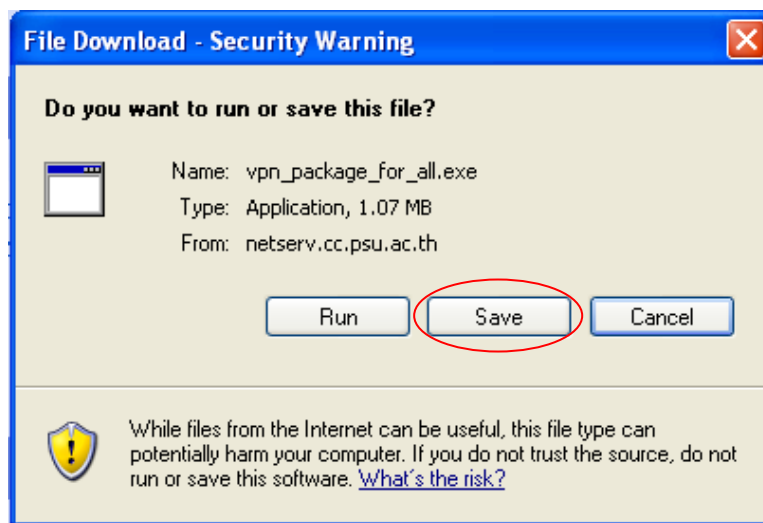 File Download - Security Warning
Do you want to run or save this file?
Name: vpn_package_for_all.exe
Type: Application, 1.07 MB
From: netserv.cc.psu.ac.th
Run Save Cancel
While files from the Internet can be useful, this file type can
potentially harm your computer. If you do not trust the source, do not
run or save this software. What's the risk?